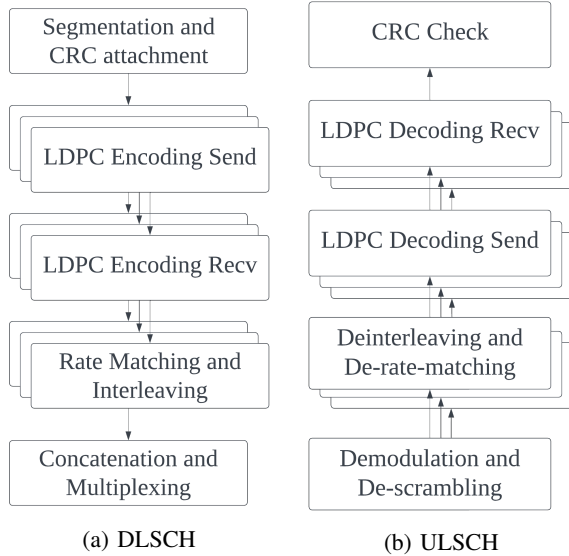 Segmentation and
CRC attachment
LDPC Encoding Send
LDPC Encoding Recv
Rate Matching and
Interleaving
Concatenation and
Multiplexing
(a) DLSCH
CRC Check
LDPC Decoding Recv
LDPC Decoding Send
Deinterleaving and
De-rate-matching
Demodulation and
De-scrambling
(b) ULSCH